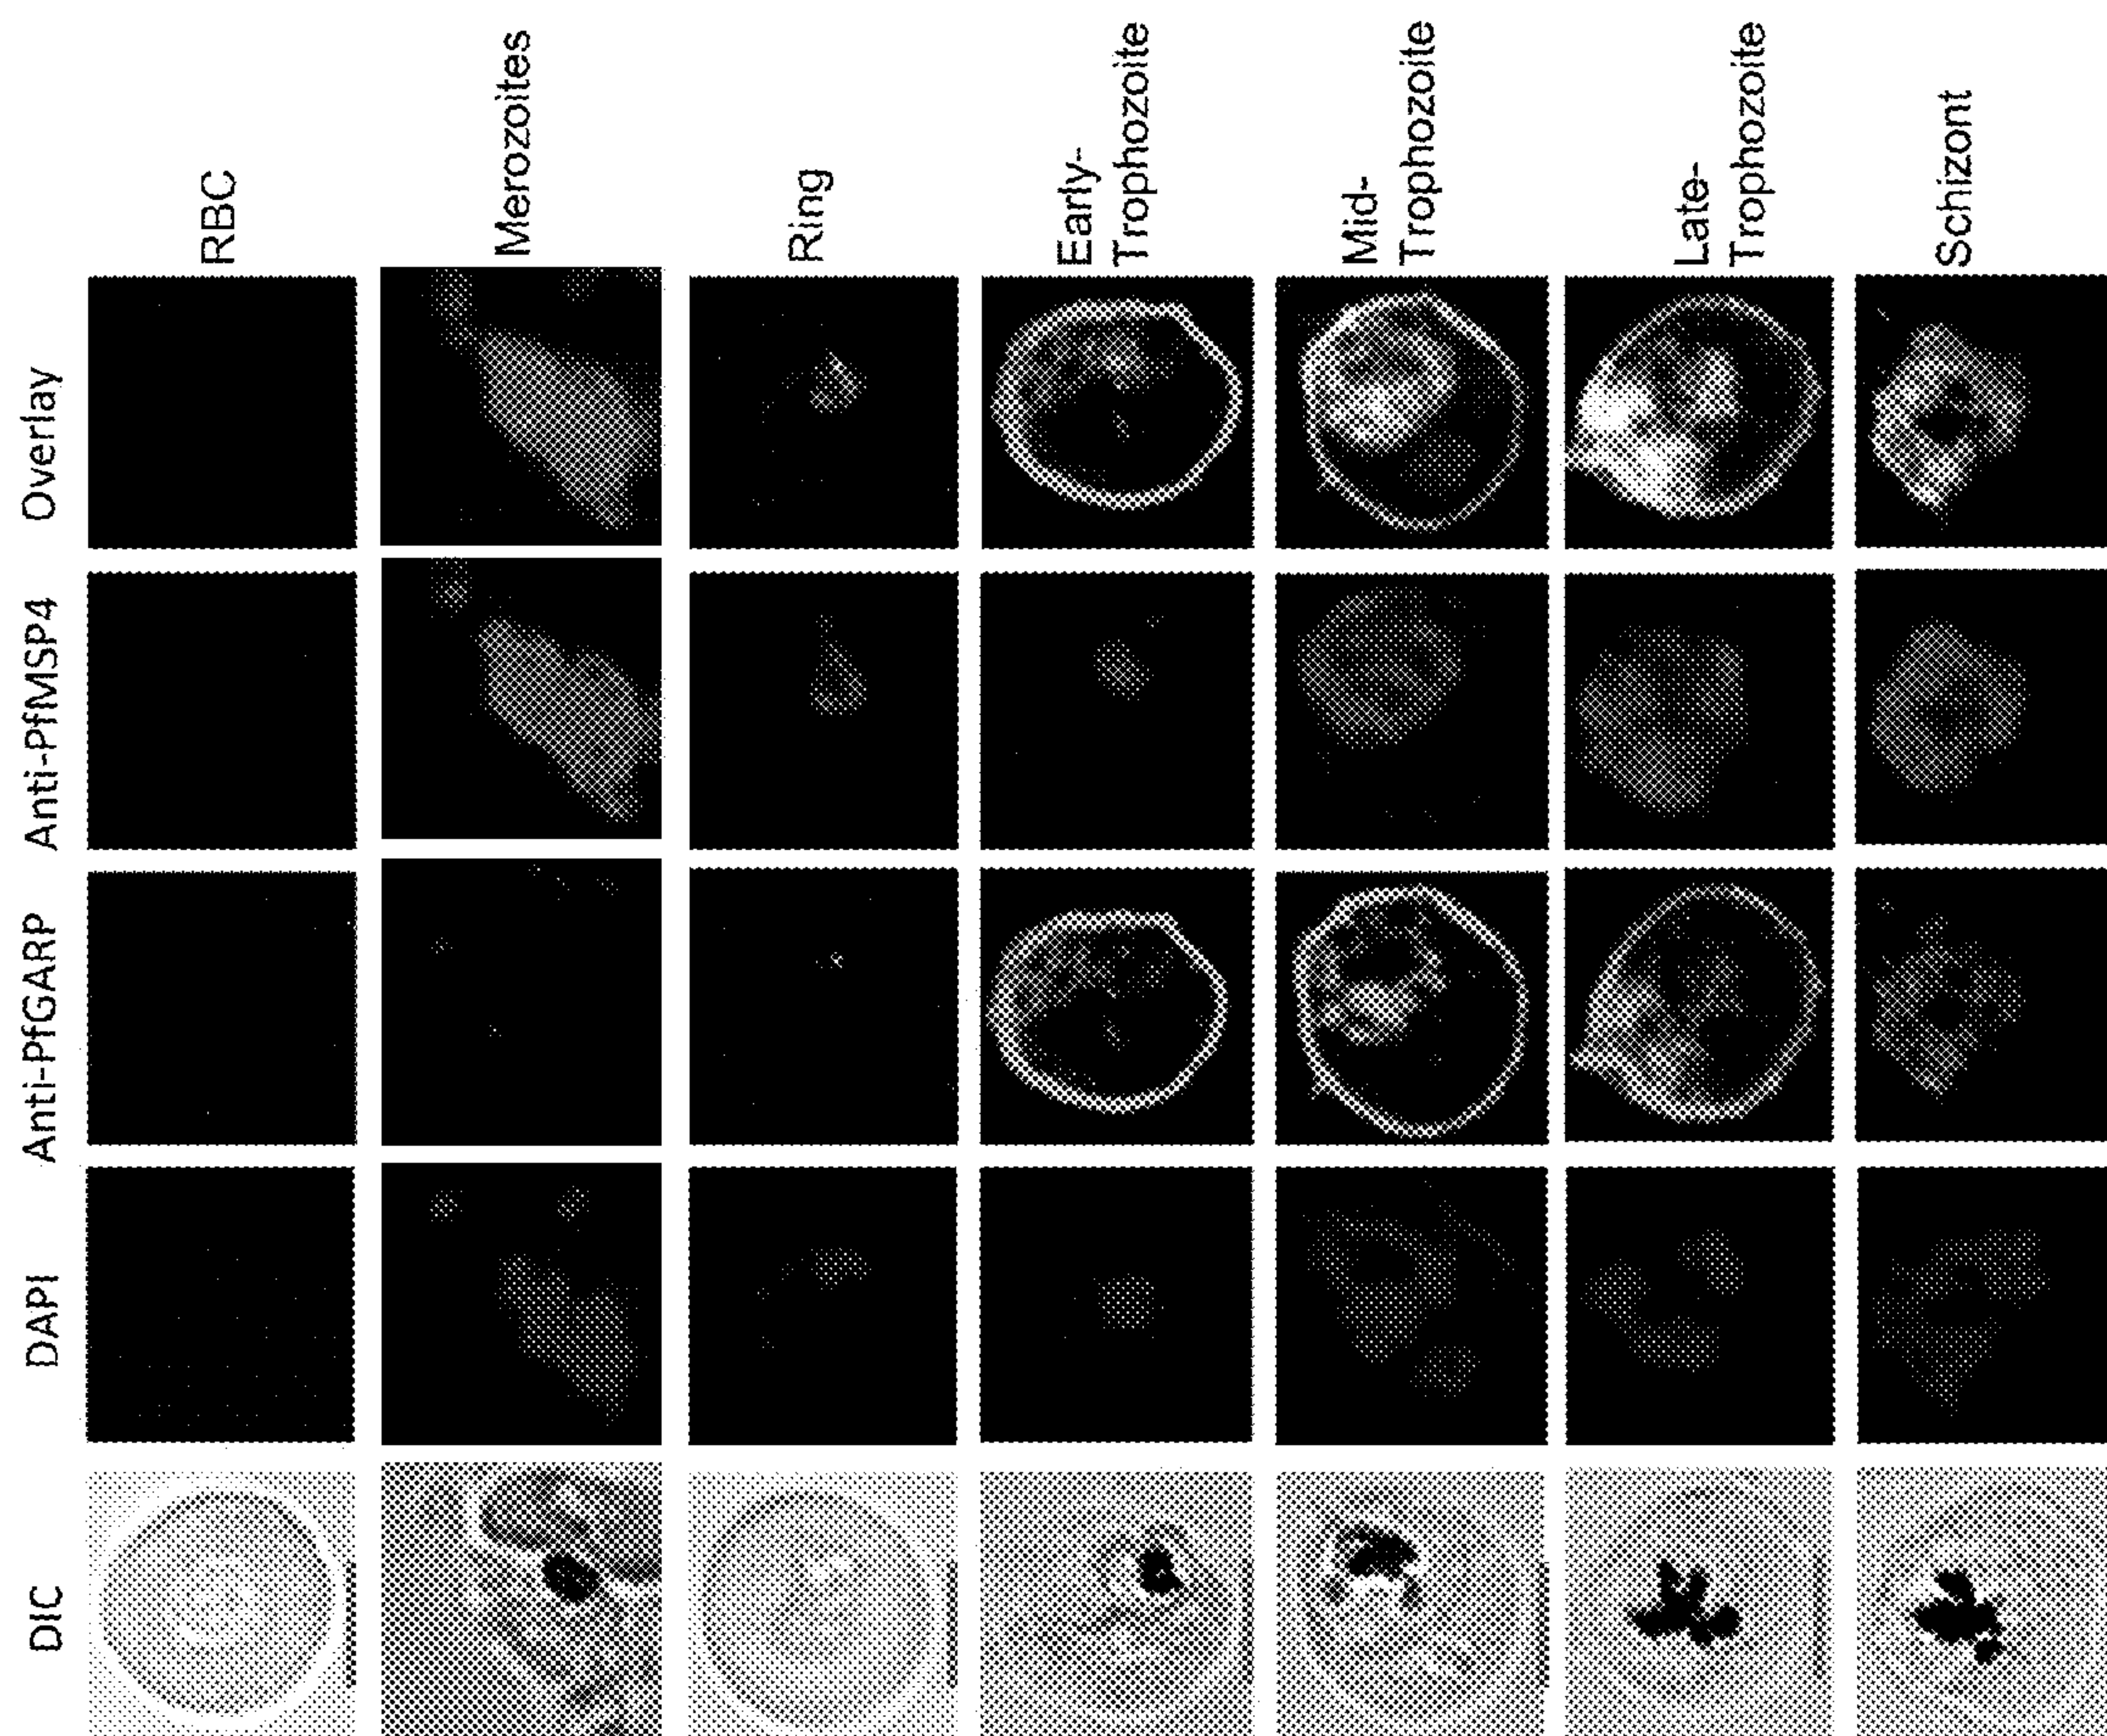 DIC
DAPI
Anti-PfGARP
Anti-PfMSP4
Overlay
RBC
Merozoites
Ring
Early-
Trophozoite
Mid-
Trophozoite
Late-
Trophozoite
Schizont